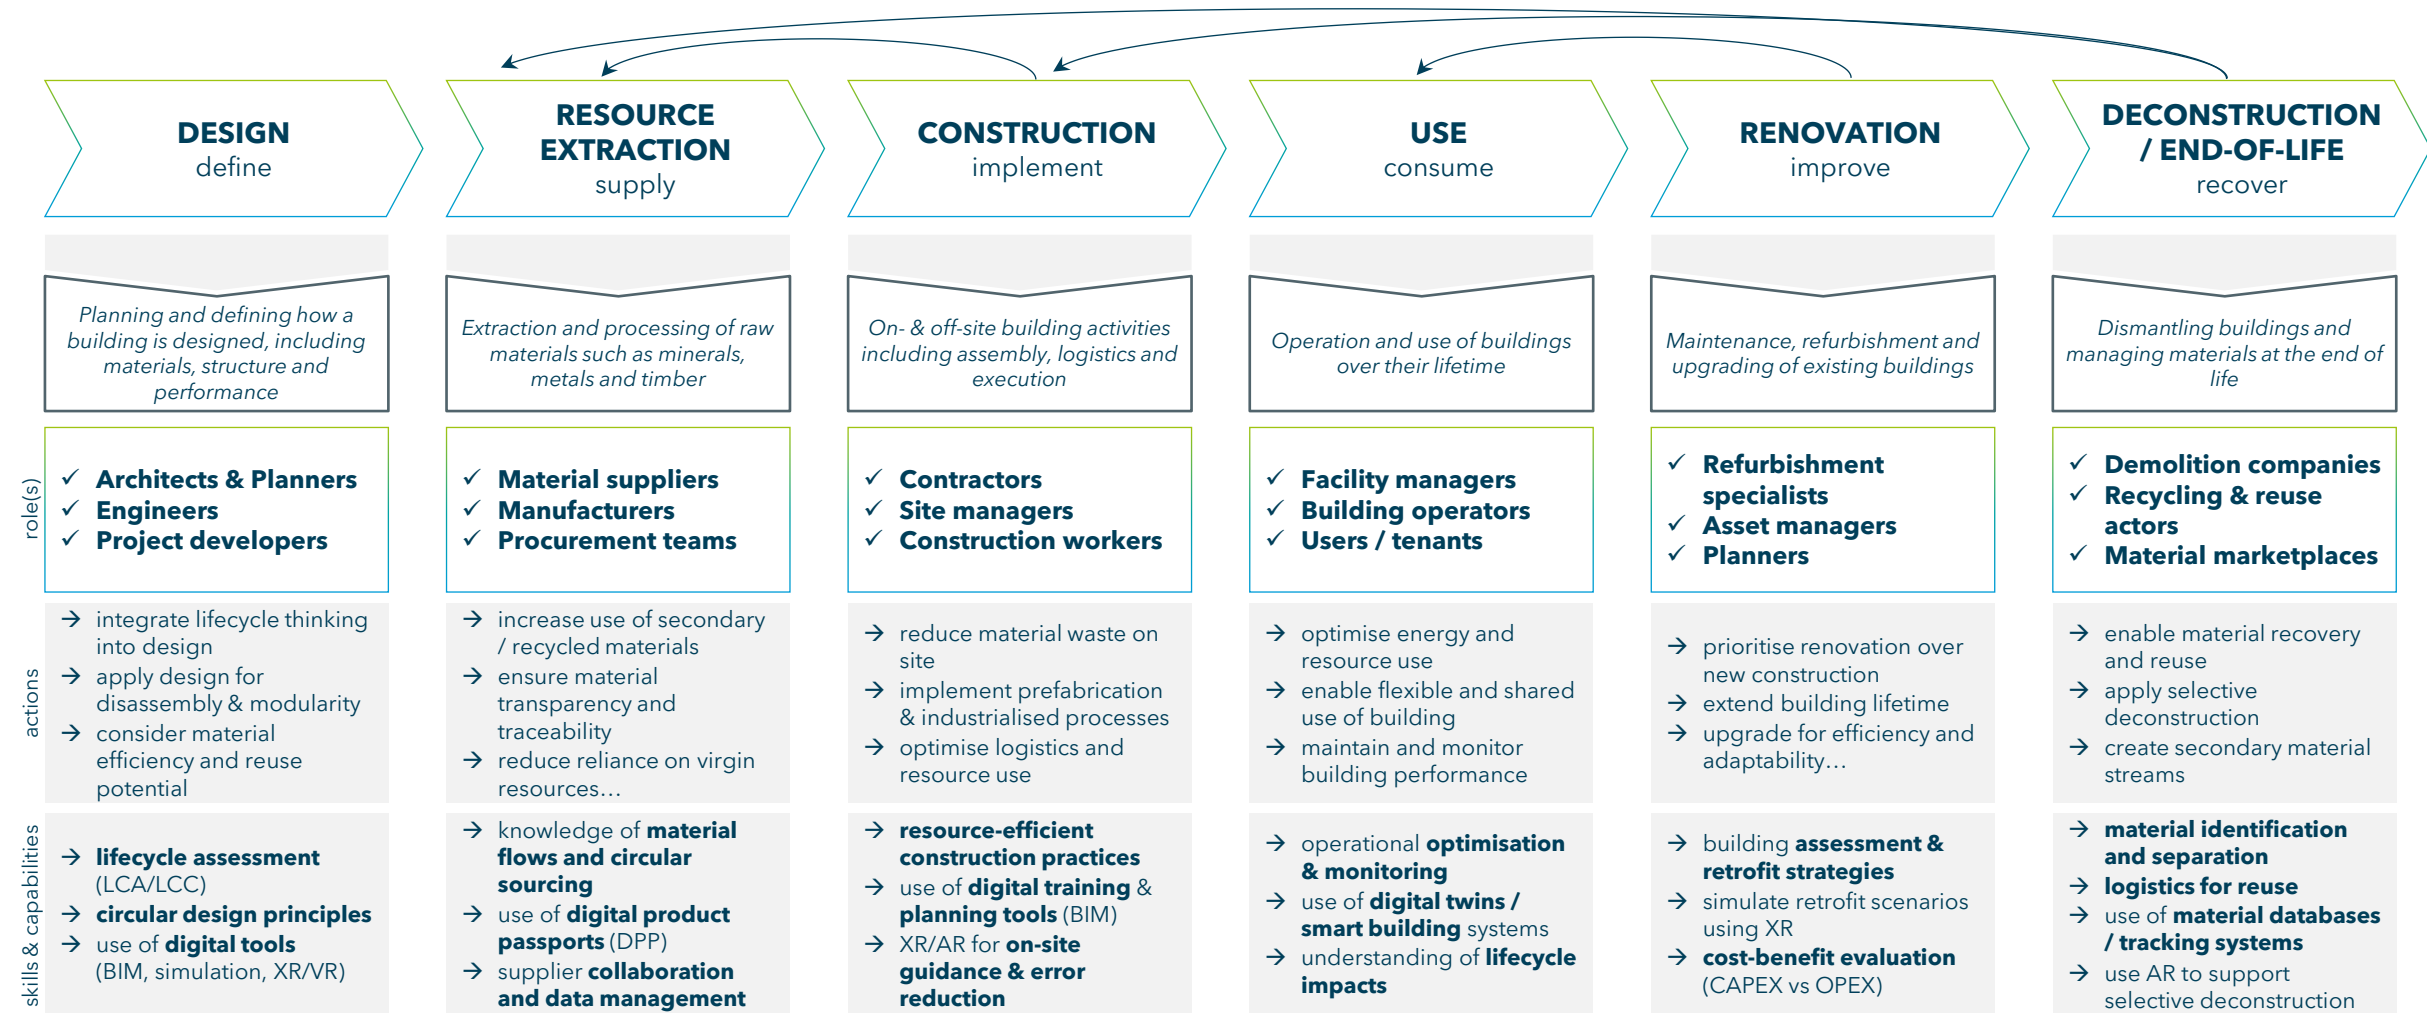 DESIGN
define
RESOURCE
EXTRACTION
supply
CONSTRUCTION
implement
USE
consume
RENOVATION
improve
DECONSTRUCTION
/ END-OF-LIFE
recover
Planning and defining how a
building is designed, including
materials, structure and
performance
Extraction and processing of raw
materials such as minerals,
metals and timber
On- & off-site building activities
including assembly, logistics and
execution
Operation and use of buildings
over their lifetime
Maintenance, refurbishment and
upgrading of existing buildings
Dismantling buildings and
managing materials at the end of
life
role(s)
✓ Architects & Planners
✓ Engineers
✓ Project developers
✓ Material suppliers
✓ Manufacturers
✓ Procurement teams
✓ Contractors
✓ Site managers
✓ Construction workers
✓ Facility managers
✓ Building operators
✓ Users / tenants
✓ Refurbishment
specialists
✓ Asset managers
✓ Planners
✓ Demolition companies
✓ Recycling & reuse
actors
✓ Material marketplaces
actions
→ integrate lifecycle thinking
into design
→ apply design for
disassembly & modularity
→ consider material
efficiency and reuse
potential
→ increase use of secondary
/ recycled materials
→ ensure material
transparency and
traceability
→ reduce reliance on virgin
resources…
→ reduce material waste on
site
→ implement prefabrication
& industrialised processes
→ optimise logistics and
resource use
→ optimise energy and
resource use
→ enable flexible and shared
use of building
→ maintain and monitor
building performance
→ prioritise renovation over
new construction
→ extend building lifetime
→ upgrade for efficiency and
adaptability…
→ enable material recovery
and reuse
→ apply selective
deconstruction
→ create secondary material
streams
skills & capabilities
→ lifecycle assessment
(LCA/LCC)
→ circular design principles
→ use of digital tools
(BIM, simulation, XR/VR)
→ knowledge of material
flows and circular
sourcing
→ use of digital product
passports (DPP)
→ supplier collaboration
and data management
→ resource-efficient
construction practices
→ use of digital training &
planning tools (BIM)
→ XR/AR for on-site
guidance & error
reduction
→ operational optimisation
& monitoring
→ use of digital twins /
smart building systems
→ understanding of lifecycle
impacts
→ building assessment &
retrofit strategies
→ simulate retrofit scenarios
using XR
→ cost-benefit evaluation
(CAPEX vs OPEX)
→ material identification
and separation
→ logistics for reuse
→ use of material databases
/ tracking systems
→ use AR to support
selective deconstruction